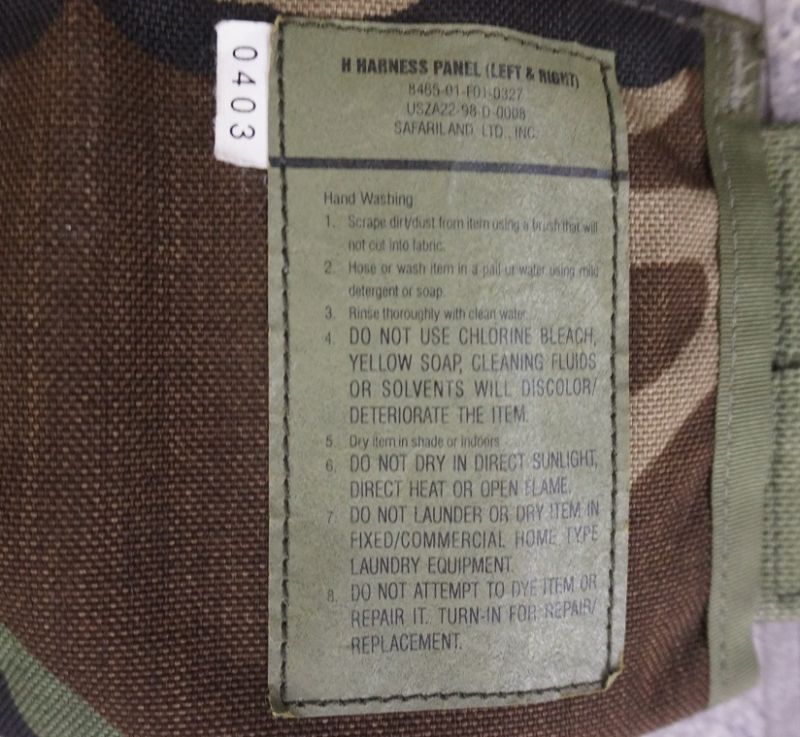 0403
H HARNESS PANEL (LEFT & RIGHT)
8465-01-F01-0327
USZA22-98-D-0008
SAFARILAND LTD., INC.
Hand Washing
1. Scrape dirt/dust from item using a brush that will
not cut into fabric.
2. Hose or wash item in a pail of water using mild
detergent or soap.
3. Rinse thoroughly with clean water.
4. DO NOT USE CHLORINE BLEACH,
YELLOW SOAP, CLEANING FLUIDS
OR SOLVENTS WILL DISCOLOR/
DETERIORATE THE ITEM.
5. Dry item in shade or indoors
6. DO NOT DRY IN DIRECT SUNLIGHT,
DIRECT HEAT OR OPEN FLAME.
7. DO NOT LAUNDER OR DRY ITEM IN
FIXED/COMMERCIAL HOME TYPE
LAUNDRY EQUIPMENT.
8. DO NOT ATTEMPT TO DYE ITEM OR
REPAIR IT. TURN-IN FOR REPAIR/
REPLACEMENT.